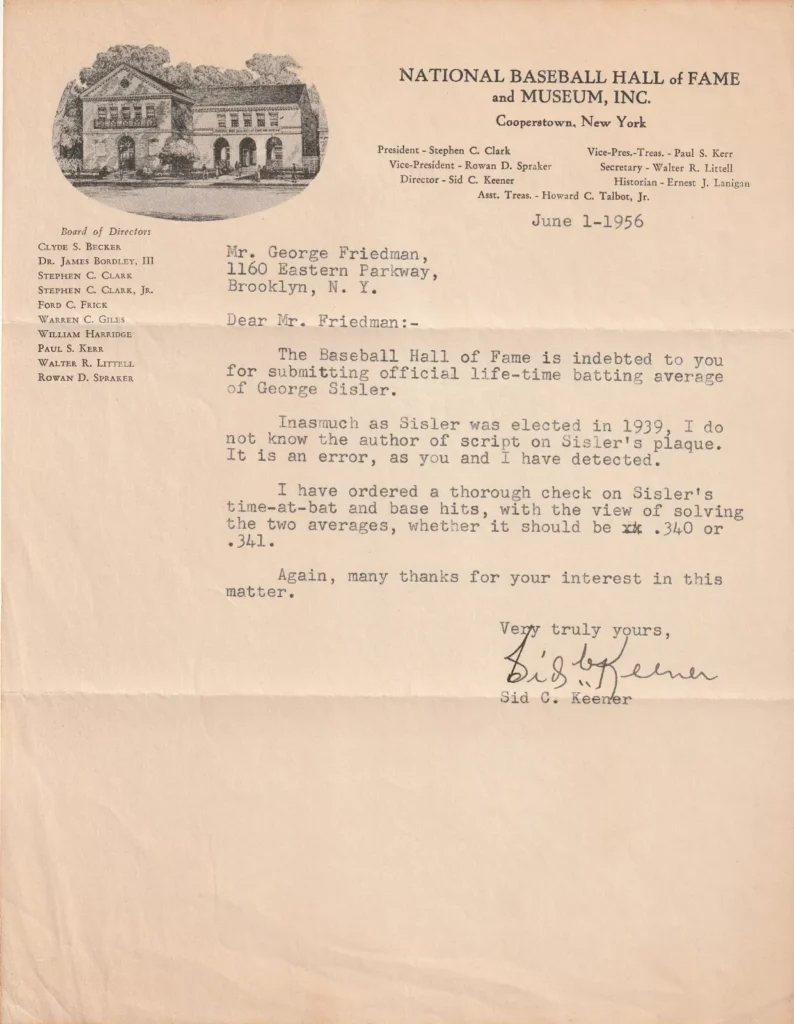 NATIONAL BASEBALL HALL of FAME
and MUSEUM, INC.
Cooperstown, New York
President - Stephen C. Clark
Vice-Pres.-Treas. - Paul S. Kerr
Vice-President - Rowan D. Spraker
Secretary - Walter R. Littell
Director - Sid C. Keener
Historian - Ernest J. Lanigan
Asst. Treas. - Howard C. Talbot, Jr.
June 1-1956
Board of Directors
CLYDE S. BECKER
DR. JAMES BORDLEY, III
STEPHEN C. CLARK
STEPHEN C. CLARK, JR.
FORD C. FRICK
WARREN C. GILES
WILLIAM HARRIDGE
PAUL S. KERR
WALTER R. LITTELL
ROWAN D. SPRAKER
Mr. George Friedman,
1160 Eastern Parkway,
Brooklyn, N. Y.
Dear Mr. Friedman:-
The Baseball Hall of Fame is indebted to you
for submitting official life-time batting average
of George Sisler.
Inasmuch as Sisler was elected in 1939, I do
not know the author of script on Sisler's plaque.
It is an error, as you and I have detected.
I have ordered a thorough check on Sisler's
time-at-bat and base hits, with the view of solving
the two averages, whether it should be .340 or
.341.
Again, many thanks for your interest in this
matter.
Very truly yours,
Sid C. Keener
Sid C. Keener